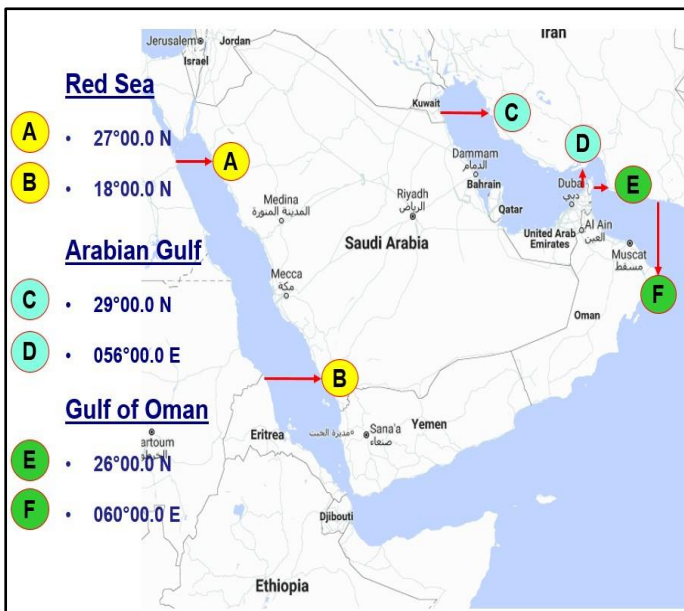 Red Sea
A • 27°00.0 N
B • 18°00.0 N
Arabian Gulf
C • 29°00.0 N
D • 056°00.0 E
Gulf of Oman
E • 26°00.0 N
F • 060°00.0 E
Iran
Jerusalem
Jordan
Israel
Kuwait
C
D
A
E
Dammam
الدمام
Bahrain
Dubai
دبي
Medina
المدينة المنورة
Riyadh
الرياض
Qatar
United Arab
Emirates
Al Ain
العين
Muscat
مسقط
Saudi Arabia
Mecca
مكة
F
Oman
B
Eritrea
Sana'a
صنعاء
Yemen
artoum
Djibouti
Ethiopia